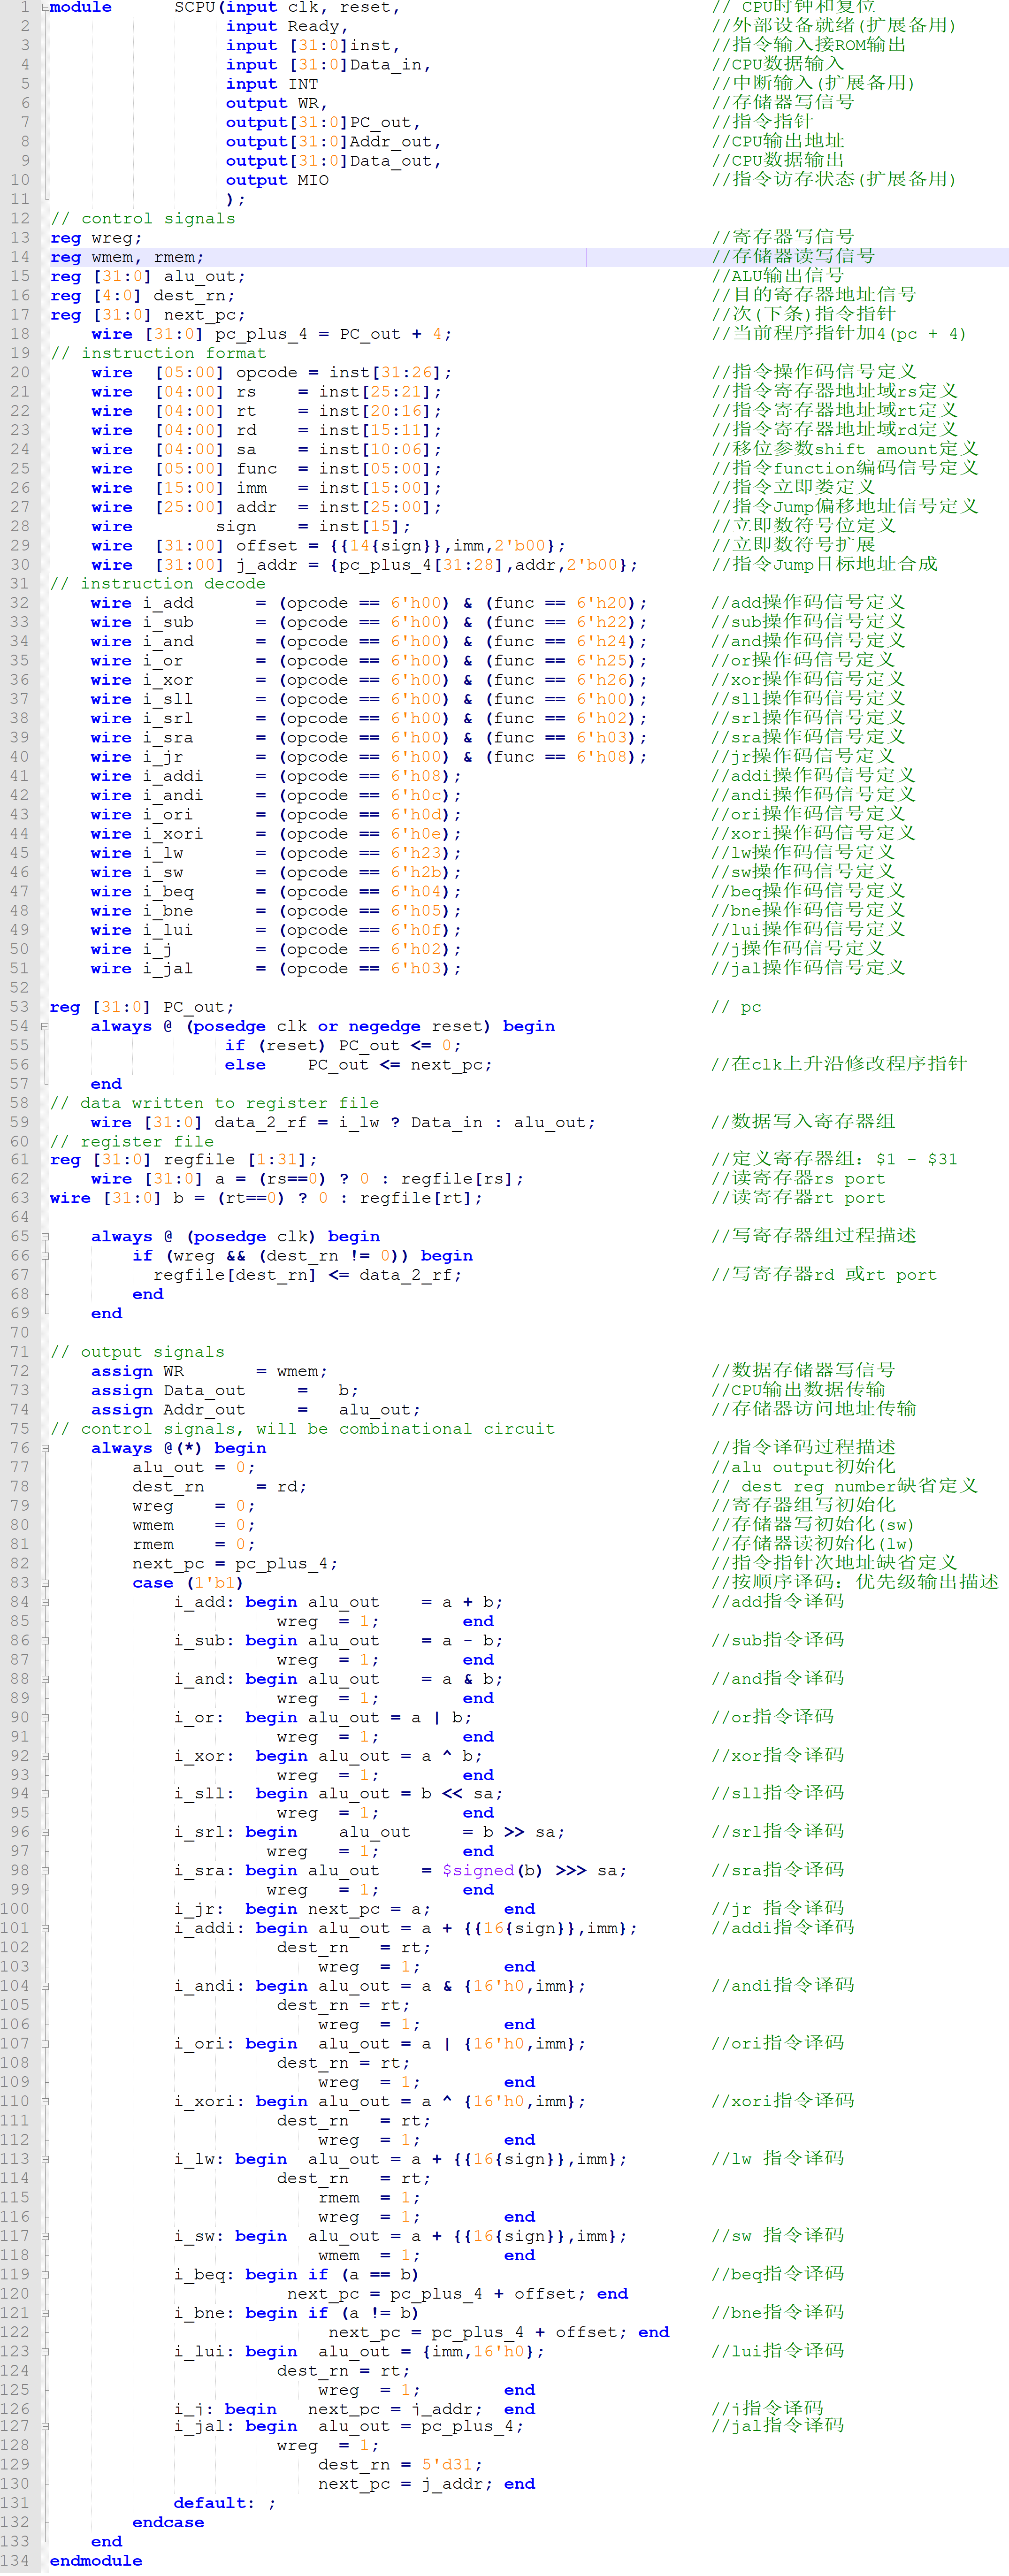 1 module SCPU(input clk, reset, // CPU时钟和复位
2 input Ready, //外部设备就绪(扩展备用)
3 input [31:0]inst, //指令输入接ROM输出
4 input [31:0]Data_in, //CPU数据输入
5 input INT //中断输入(扩展备用)
6 output WR, //存储器写信号
7 output[31:0]PC_out, //指令指针
8 output[31:0]Addr_out, //CPU输出地址
9 output[31:0]Data_out, //CPU数据输出
10 output MIO //指令访存状态(扩展备用)
11 );
12 // control signals
13 reg wreg; //寄存器写信号
14 reg wmem, rmem; //存储器读写信号
15 reg [31:0] alu_out; //ALU输出信号
16 reg [4:0] dest_rn; //目的寄存器地址信号
17 reg [31:0] next_pc; //次(下条)指令指针
18 wire [31:0] pc_plus_4 = PC_out + 4; //当前程序指针加4(pc + 4)
19 // instruction format
20 wire [05:00] opcode = inst[31:26]; //指令操作码信号定义
21 wire [04:00] rs = inst[25:21]; //指令寄存器地址域rs定义
22 wire [04:00] rt = inst[20:16]; //指令寄存器地址域rt定义
23 wire [04:00] rd = inst[15:11]; //指令寄存器地址域rd定义
24 wire [04:00] sa = inst[10:06]; //移位参数shift amount定义
25 wire [05:00] func = inst[05:00]; //指令function编码信号定义
26 wire [15:00] imm = inst[15:00]; //指令立即娄定义
27 wire [25:00] addr = inst[25:00]; //指令Jump偏移地址信号定义
28 wire sign = inst[15]; //立即数符号位定义
29 wire [31:00] offset = {{14{sign}},imm,2'b00}; //立即数符号扩展
30 wire [31:00] j_addr = {pc_plus_4[31:28],addr,2'b00}; //指令Jump目标地址合成
31 // instruction decode
32 wire i_add = (opcode == 6'h00) & (func == 6'h20); //add操作码信号定义
33 wire i_sub = (opcode == 6'h00) & (func == 6'h22); //sub操作码信号定义
34 wire i_and = (opcode == 6'h00) & (func == 6'h24); //and操作码信号定义
35 wire i_or = (opcode == 6'h00) & (func == 6'h25); //or操作码信号定义
36 wire i_xor = (opcode == 6'h00) & (func == 6'h26); //xor操作码信号定义
37 wire i_sll = (opcode == 6'h00) & (func == 6'h00); //sll操作码信号定义
38 wire i_srl = (opcode == 6'h00) & (func == 6'h02); //srl操作码信号定义
39 wire i_sra = (opcode == 6'h00) & (func == 6'h03); //sra操作码信号定义
40 wire i_jr = (opcode == 6'h00) & (func == 6'h08); //jr操作码信号定义
41 wire i_addi = (opcode == 6'h08); //addi操作码信号定义
42 wire i_andi = (opcode == 6'h0c); //andi操作码信号定义
43 wire i_ori = (opcode == 6'h0d); //ori操作码信号定义
44 wire i_xori = (opcode == 6'h0e); //xori操作码信号定义
45 wire i_lw = (opcode == 6'h23); //lw操作码信号定义
46 wire i_sw = (opcode == 6'h2b); //sw操作码信号定义
47 wire i_beq = (opcode == 6'h04); //beq操作码信号定义
48 wire i_bne = (opcode == 6'h05); //bne操作码信号定义
49 wire i_lui = (opcode == 6'h0f); //lui操作码信号定义
50 wire i_j = (opcode == 6'h02); //j操作码信号定义
51 wire i_jal = (opcode == 6'h03); //jal操作码信号定义
52
53 reg [31:0] PC_out; // pc
54 always @ (posedge clk or negedge reset) begin
55 if (reset) PC_out <= 0;
56 else PC_out <= next_pc; //在clk上升沿修改程序指针
57 end
58 // data written to register file
59 wire [31:0] data_2_rf = i_lw ? Data_in : alu_out; //数据写入寄存器组
60 // register file
61 reg [31:0] regfile [1:31]; //定义寄存器组：$1 - $31
62 wire [31:0] a = (rs==0) ? 0 : regfile[rs]; //读寄存器rs port
63 wire [31:0] b = (rt==0) ? 0 : regfile[rt]; //读寄存器rt port
64
65 always @ (posedge clk) begin //写寄存器组过程描述
66 if (wreg && (dest_rn != 0)) begin
67 regfile[dest_rn] <= data_2_rf; //写寄存器rd 或rt port
68 end
69 end
70
71 // output signals
72 assign WR = wmem; //数据存储器写信号
73 assign Data_out = b; //CPU输出数据传输
74 assign Addr_out = alu_out; //存储器访问地址传输
75 // control signals, will be combinational circuit
76 always @(*) begin //指令译码过程描述
77 alu_out = 0; //alu output初始化
78 dest_rn = rd; // dest reg number缺省定义
79 wreg = 0; //寄存器组写初始化
80 wmem = 0; //存储器写初始化(sw)
81 rmem = 0; //存储器读初始化(lw)
82 next_pc = pc_plus_4; //指令指针次地址缺省定义
83 case (1'b1) //按顺序译码：优先级输出描述
84 i_add: begin alu_out = a + b; //add指令译码
85 wreg = 1; end
86 i_sub: begin alu_out = a - b; //sub指令译码
87 wreg = 1; end
88 i_and: begin alu_out = a & b; //and指令译码
89 wreg = 1; end
90 i_or: begin alu_out = a | b; //or指令译码
91 wreg = 1; end
92 i_xor: begin alu_out = a ^ b; //xor指令译码
93 wreg = 1; end
94 i_sll: begin alu_out = b << sa; //sll指令译码
95 wreg = 1; end
96 i_srl: begin alu_out = b >> sa; //srl指令译码
97 wreg = 1; end
98 i_sra: begin alu_out = $signed(b) >>> sa; //sra指令译码
99 wreg = 1; end
100 i_jr: begin next_pc = a; end //jr 指令译码
101 i_addi: begin alu_out = a + {{16{sign}},imm}; //addi指令译码
102 dest_rn = rt;
103 wreg = 1; end
104 i_andi: begin alu_out = a & {16'h0,imm}; //andi指令译码
105 dest_rn = rt;
106 wreg = 1; end
107 i_ori: begin alu_out = a | {16'h0,imm}; //ori指令译码
108 dest_rn = rt;
109 wreg = 1; end
110 i_xori: begin alu_out = a ^ {16'h0,imm}; //xori指令译码
111 dest_rn = rt;
112 wreg = 1; end
113 i_lw: begin alu_out = a + {{16{sign}},imm}; //lw 指令译码
114 dest_rn = rt;
115 rmem = 1;
116 wreg = 1; end
117 i_sw: begin alu_out = a + {{16{sign}},imm}; //sw 指令译码
118 wmem = 1; end
119 i_beq: begin if (a == b) //beq指令译码
120 next_pc = pc_plus_4 + offset; end
121 i_bne: begin if (a != b) //bne指令译码
122 next_pc = pc_plus_4 + offset; end
123 i_lui: begin alu_out = {imm,16'h0}; //lui指令译码
124 dest_rn = rt;
125 wreg = 1; end
126 i_j: begin next_pc = j_addr; end //j指令译码
127 i_jal: begin alu_out = pc_plus_4; //jal指令译码
128 wreg = 1;
129 dest_rn = 5'd31;
130 next_pc = j_addr; end
131 default: ;
132 endcase
133 end
134 endmodule